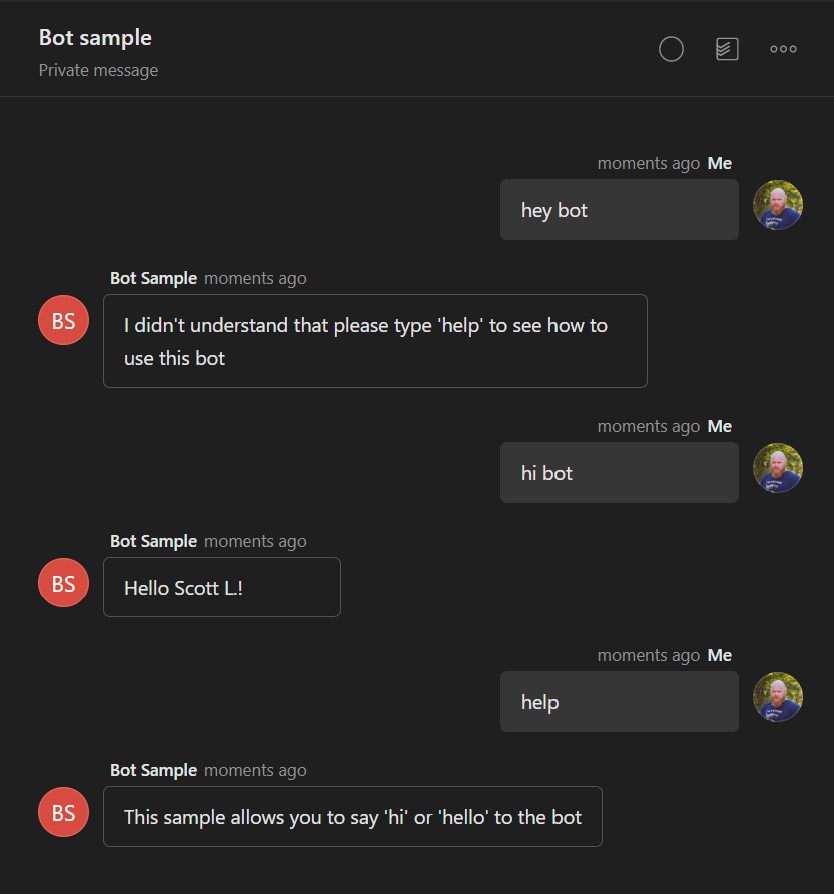 Bot sample
Private message
moments ago Me
hey bot
Bot Sample moments ago
BS
I didn't understand that please type 'help' to see how to
use this bot
moments ago Me
hi bot
Bot Sample moments ago
BS
Hello Scott L.!
moments ago Me
help
Bot Sample moments ago
BS
This sample allows you to say 'hi' or 'hello' to the bot